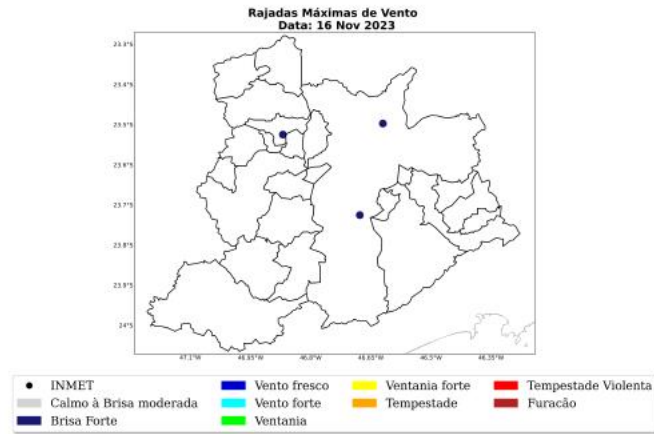 Rajadas Máximas de Vento
Data: 16 Nov 2023
23.3°S
23.4°S
23.5°S
23.6°S
23.7°S
23.8°S
23.9°S
24°S
47.1°W
46.95°W
46.8°W
46.65°W
46.5°W
46.35°W
INMET
Calmo à Brisa moderada
Brisa Forte
Vento fresco
Vento forte
Ventania
Ventania forte
Tempestade
Tempestade Violenta
Furacão